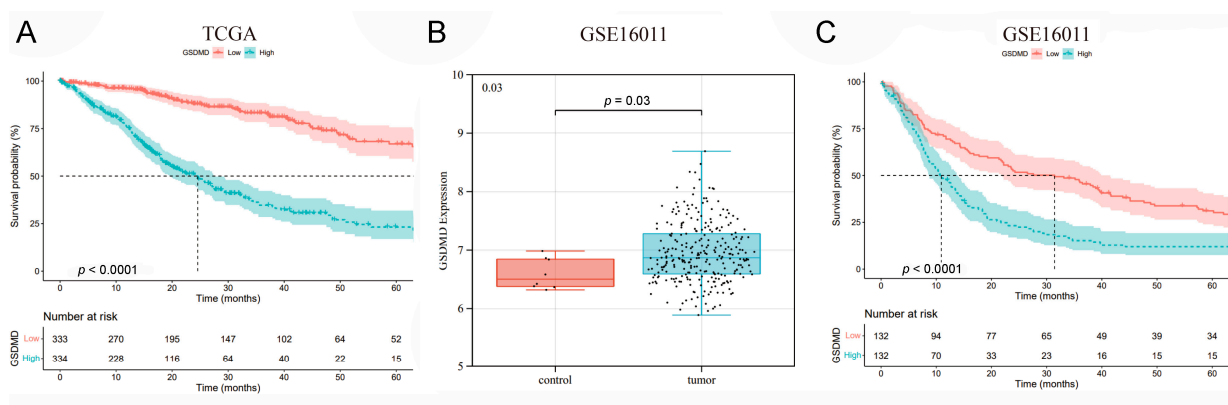 A
TCGA
GSDMD Low High
Survival probability (%)
100
75
50
25
0
p < 0.0001
0 10 20 30 40 50 60
Time (months)
Number at risk
GSDMD
Low 333 270 195 147 102 64 52
High 334 228 116 64 40 22 15
0 10 20 30 40 50 60
Time (months)
B
GSE16011
0.03
p = 0.03
GSDMD Expression
10
9
8
7
6
5
control tumor
C
GSE16011
GSDMD Low High
Survival probability (%)
100
75
50
25
0
p < 0.0001
0 10 20 30 40 50 60
Time (months)
Number at risk
GSDMD
Low 132 94 77 65 49 39 34
High 132 70 33 23 16 15 15
0 10 20 30 40 50 60
Time (months)